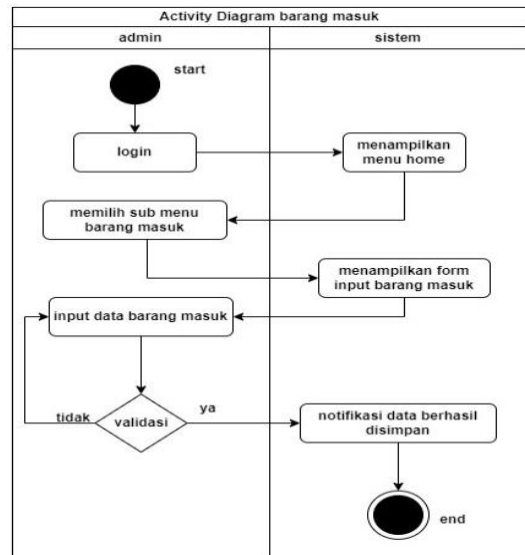 Activity Diagram barang masuk
admin
sistem
start
login
menampilkan
menu home
memilih sub menu
barang masuk
menampilkan form
input barang masuk
input data barang masuk
tidak
validasi
ya
notifikasi data berhasil
disimpan
end